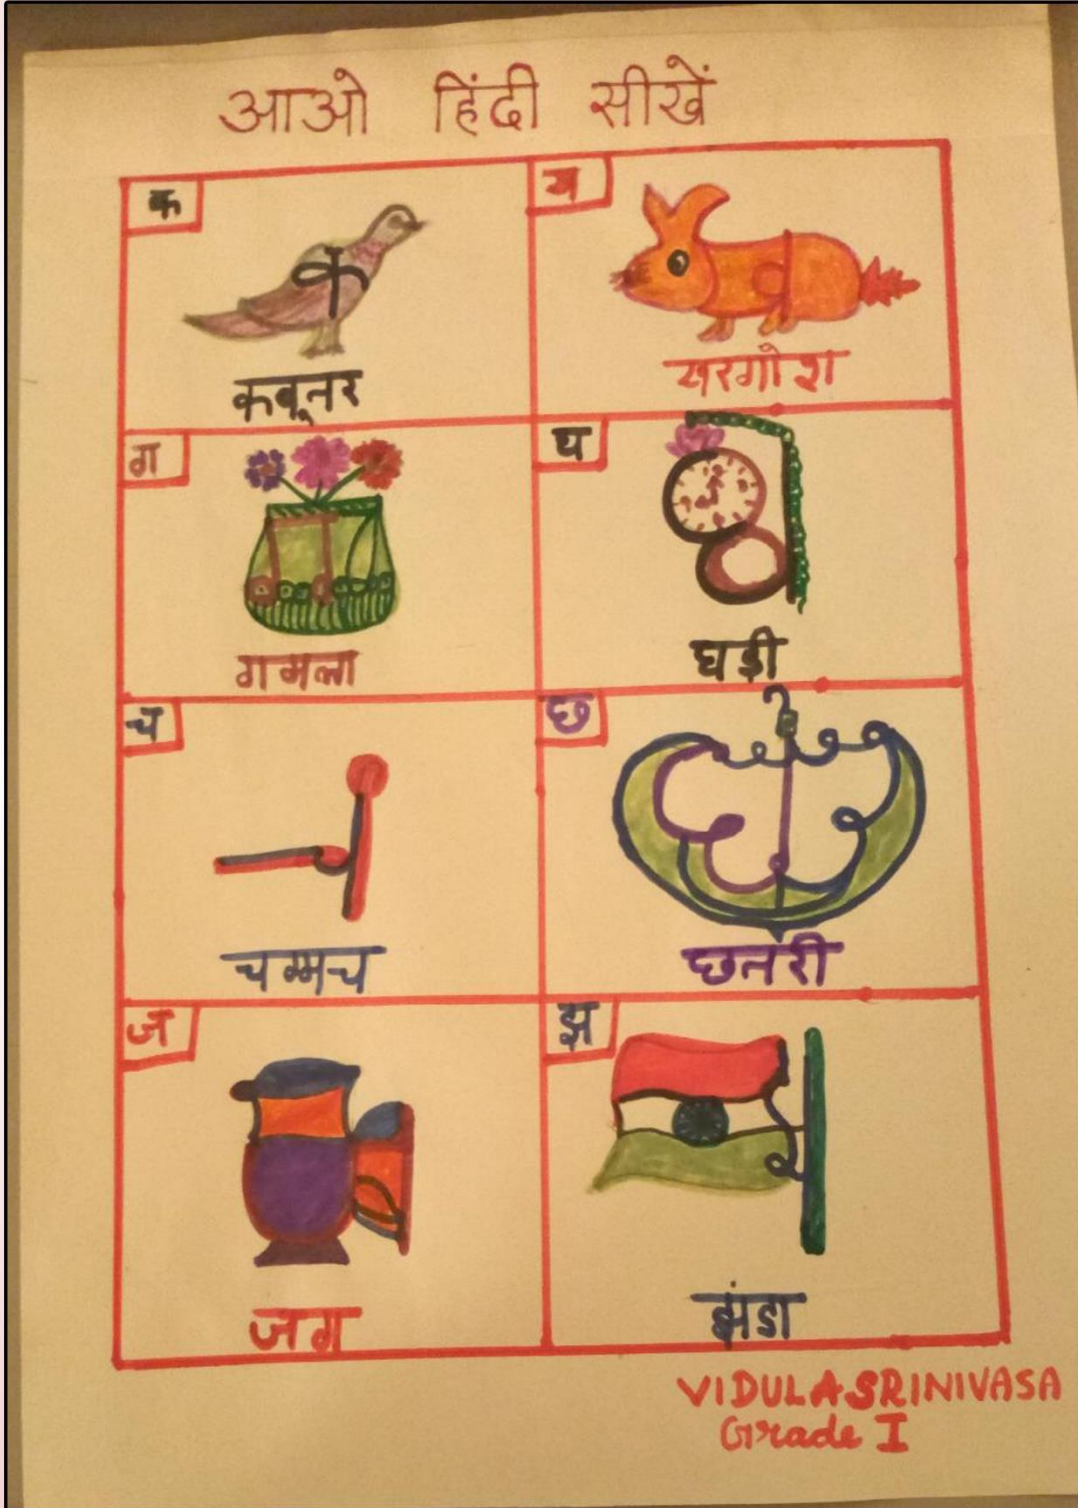 आओ हिंदी सीखें
क
ख
क
कबूतर
खरगोश
ग
घ
गमला
घड़ी
च
छ
चम्मच
छतरी
ज
झ
जग
झंडा
VIDULA SRINIVASA
Grade I